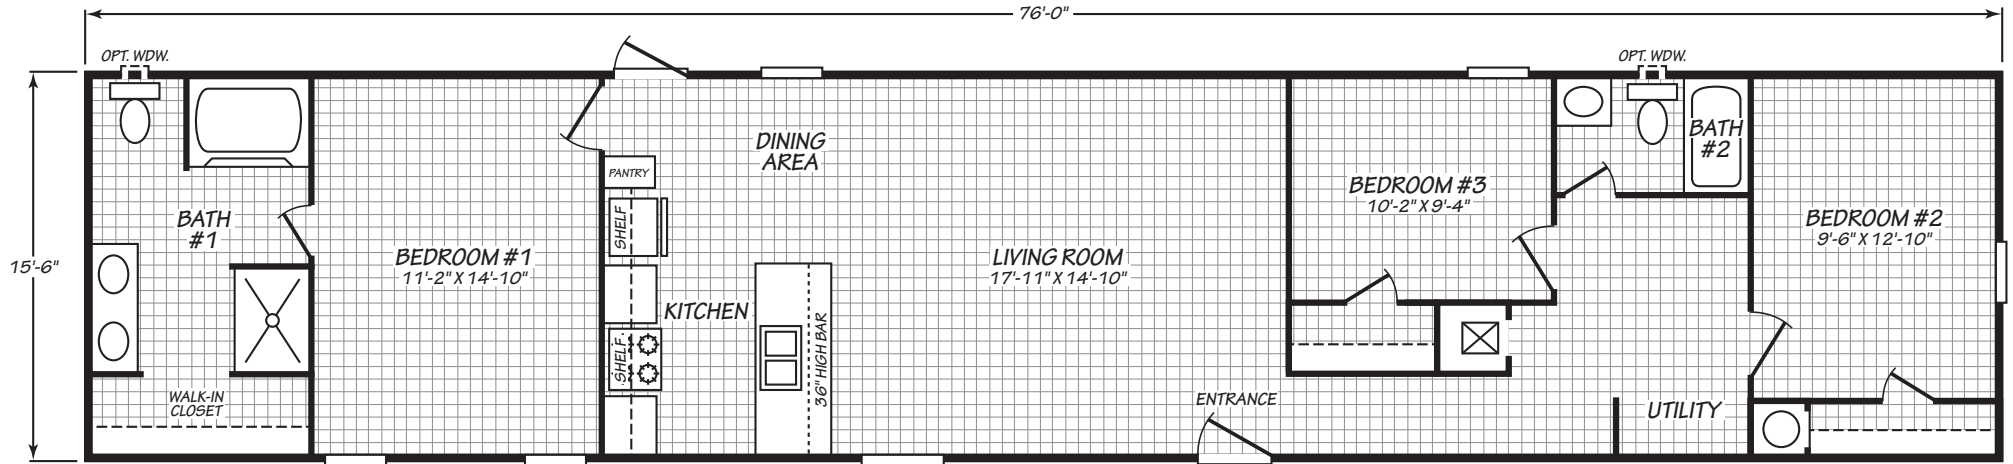 76'-0"
OPT. WDW.
OPT. WDW.
15'-6"
BATH
#1
WALK-IN
CLOSET
BEDROOM #1
11'-2" X 14'-10"
PANTRY
SHELF
SHELF
KITCHEN
DINING
AREA
36" HIGH BAR
LIVING ROOM
17'-11" X 14'-10"
ENTRANCE
BEDROOM #3
10'-2" X 9'-4"
BATH
#2
UTILITY
BEDROOM #2
9'-6" X 12'-10"